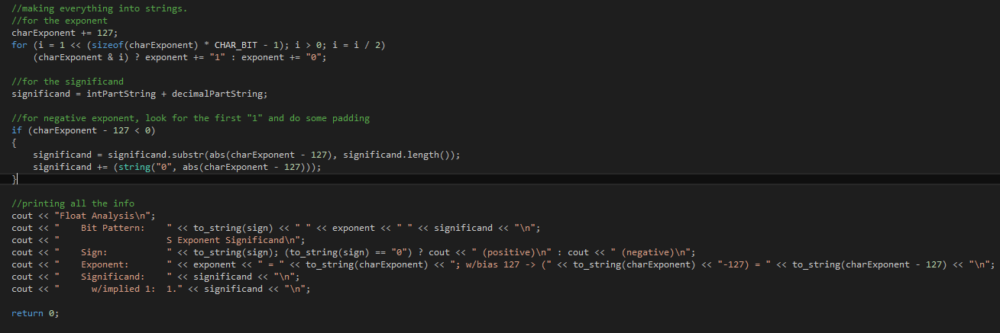 //making everything into strings.
//for the exponent
charExponent += 127;
for (i = 1 << (sizeof(charExponent) * CHAR_BIT - 1); i > 0; i = i / 2)
    (charExponent & i) ? exponent += "1" : exponent += "0";
//for the significand
significand = intPartString + decimalPartString;
//for negative exponent, look for the first "1" and do some padding
if (charExponent - 127 < 0)
{
    significand = significand.substr(abs(charExponent - 127), significand.length());
    significand += (string("0", abs(charExponent - 127)));
}
//printing all the info
cout << "Float Analysis\n";
cout << "    Bit Pattern:    " << to_string(sign) << " " << exponent << " " << significand << "\n";
cout << "                    S Exponent Significand\n";
cout << "    Sign:           " << to_string(sign); (to_string(sign) == "0") ? cout << " (positive)\n" : cout << " (negative)\n";
cout << "    Exponent:       " << exponent << " = " << to_string(charExponent) << "; w/bias 127 -> (" << to_string(charExponent) << "-127) = " << to_string(charExponent - 127) << "\n";
cout << "    Significand:    " << significand << "\n";
cout << "      w/implied 1:  1." << significand << "\n";
return 0;